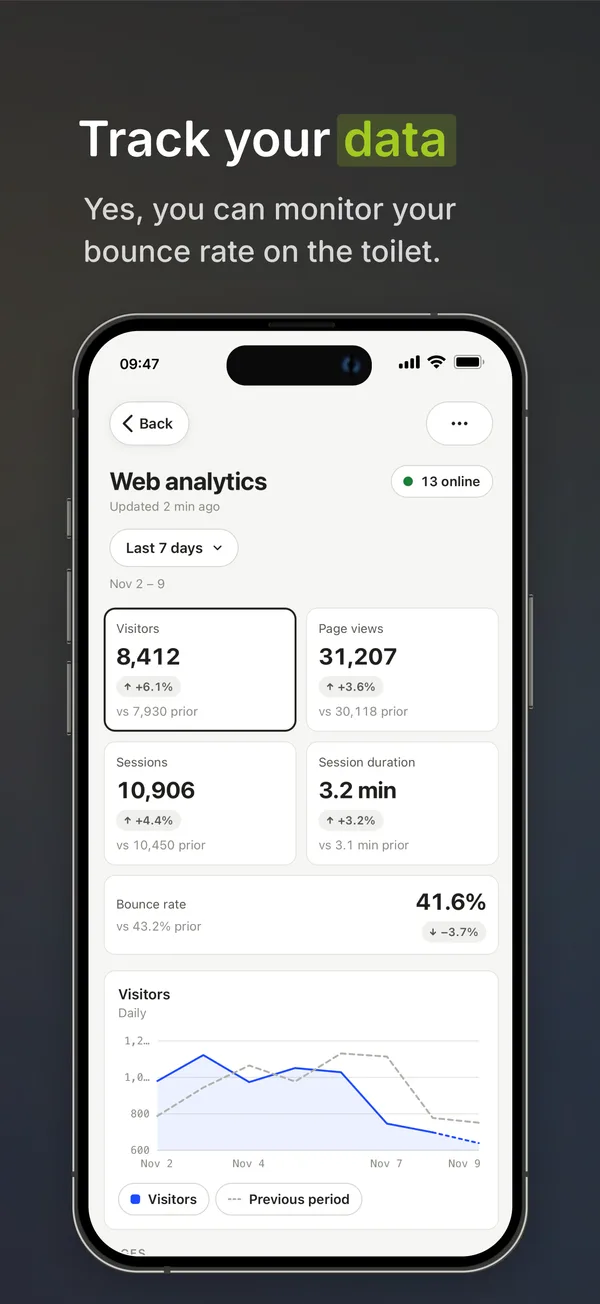 Track your data
Yes, you can monitor your
bounce rate on the toilet.
09:47
Back
Web analytics
13 online
Updated 2 min ago
Last 7 days
Nov 2 – 9
Visitors
8,412
↑ +6.1%
vs 7,930 prior
Page views
31,207
↑ +3.6%
vs 30,118 prior
Sessions
10,906
↑ +4.4%
vs 10,450 prior
Session duration
3.2 min
↑ +3.2%
vs 3.1 min prior
Bounce rate
vs 43.2% prior
41.6%
↓ −3.7%
Visitors
Daily
1,2…
1,0…
800
600
Nov 2 Nov 4 Nov 7 Nov 9
Visitors
Previous period